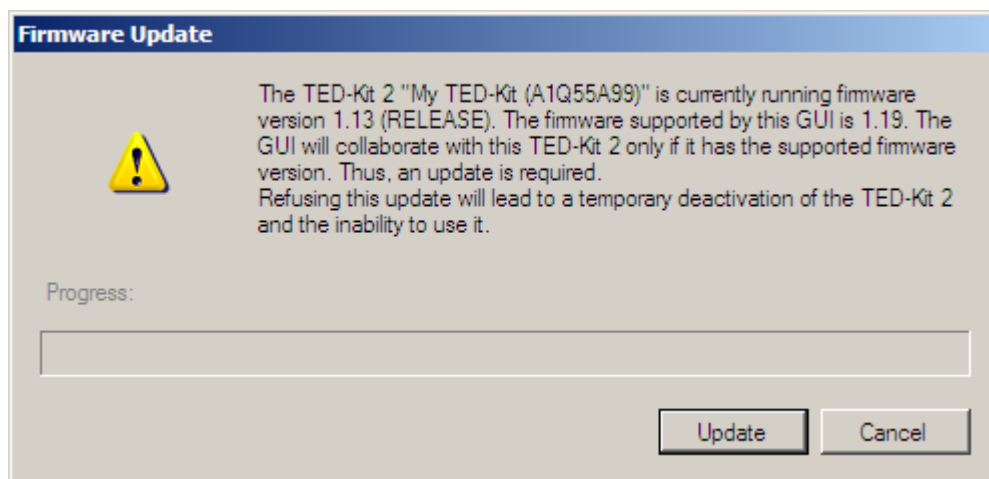 Firmware Update
The TED-Kit 2 "My TED-Kit (A1Q55A99)" is currently running firmware
version 1.13 (RELEASE). The firmware supported by this GUI is 1.19. The
GUI will collaborate with this TED-Kit 2 only if it has the supported firmware
version. Thus, an update is required.
Refusing this update will lead to a temporary deactivation of the TED-Kit 2
and the inability to use it.
Progress:
Update Cancel